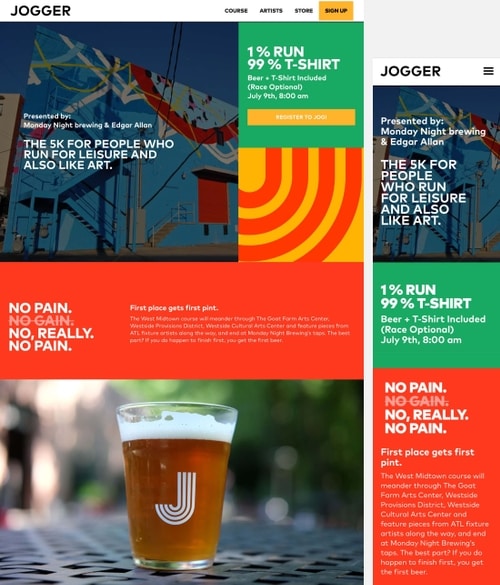 JOGGER
COURSE ARTISTS STORE SIGN UP
Presented by:
Monday Night brewing & Edgar Allan
THE 5K FOR PEOPLE WHO
RUN FOR LEISURE AND
ALSO LIKE ART.
1 % RUN
99 % T-SHIRT
Beer + T-Shirt Included
(Race Optional)
July 9th, 8:00 am
REGISTER TO JOG!
NO PAIN.
NO GAIN.
NO, REALLY.
NO PAIN.
First place gets first pint.
The West Midtown course will meander through The Goat Farm Arts Center,
Westside Provisions District, Westside Cultural Arts Center and feature pieces from
ATL fixture artists along the way, and end at Monday Night Brewing's taps. The best
part? If you do happen to finish first, you get the first beer.
J
JOGGER
Presented by:
Monday Night brewing
& Edgar Allan
THE 5K FOR
PEOPLE
WHO RUN
FOR LEISURE
AND ALSO
LIKE ART.
1 % RUN
99 % T-SHIRT
Beer + T-Shirt Included
(Race Optional)
July 9th, 8:00 am
NO PAIN.
NO GAIN.
NO, REALLY.
NO PAIN.
First place gets first
pint.
The West Midtown course will
meander through The Goat
Farm Arts Center, Westside
Provisions District, Westside
Cultural Arts Center and
feature pieces from ATL fixture
artists along the way, and end
at Monday Night Brewing's
taps. The best part? If you do
happen to finish first, you get
the first beer.